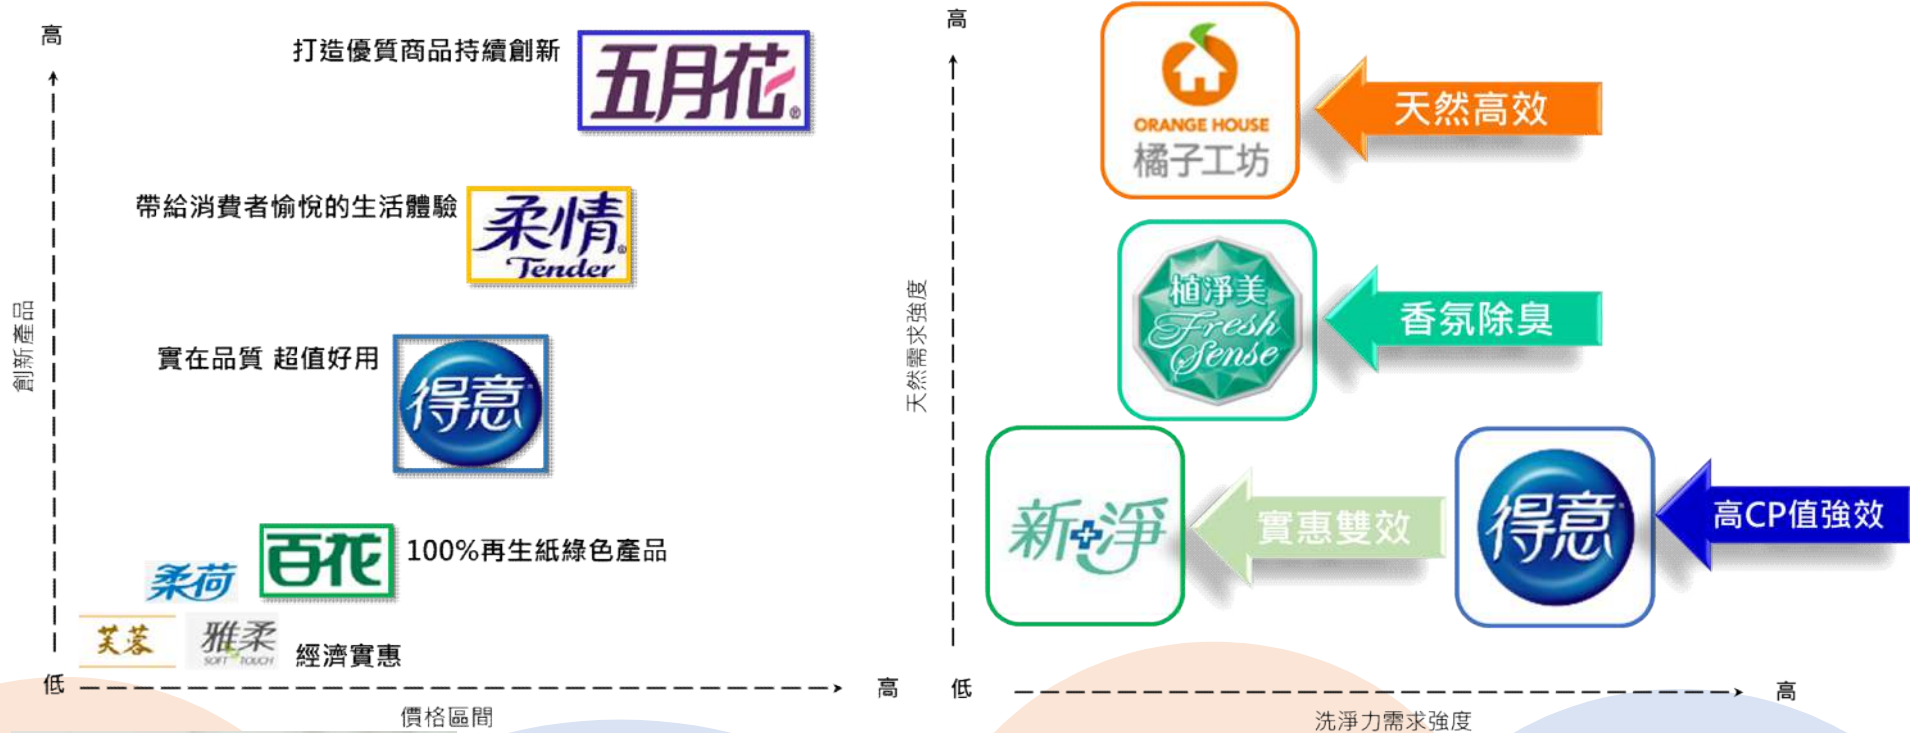 高
打造優質商品持續創新
五月花®
帶給消費者愉悅的生活體驗
柔情®
Tender
創新產品
實在品質 超值好用
得意
百花
100%再生紙綠色產品
柔荷
芙蓉
雅柔
SOFT TOUCH
經濟實惠
低
高
價格區間
高
ORANGE HOUSE
橘子工坊
天然高效
天然需求強度
植淨美
Fresh
Sense
香氛除臭
新淨
實惠雙效
得意
高CP值強效
低
高
洗淨力需求強度